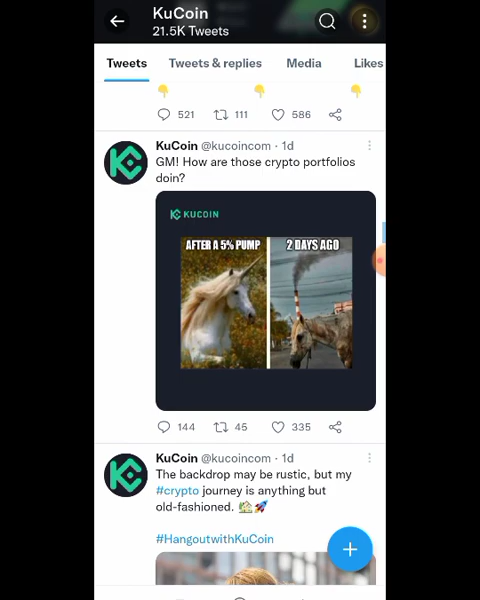 KuCoin
21.5K Tweets
Tweets Tweets & replies Media Likes
521 111 586
KuCoin @kucoincom · 1d
GM! How are those crypto portfolios
doin?
KUCOIN
AFTER A 5% PUMP 2 DAYS AGO
144 45 335
KuCoin @kucoincom · 1d
The backdrop may be rustic, but my
#crypto journey is anything but
old-fashioned. 🏡🚀
#HangoutwithKuCoin